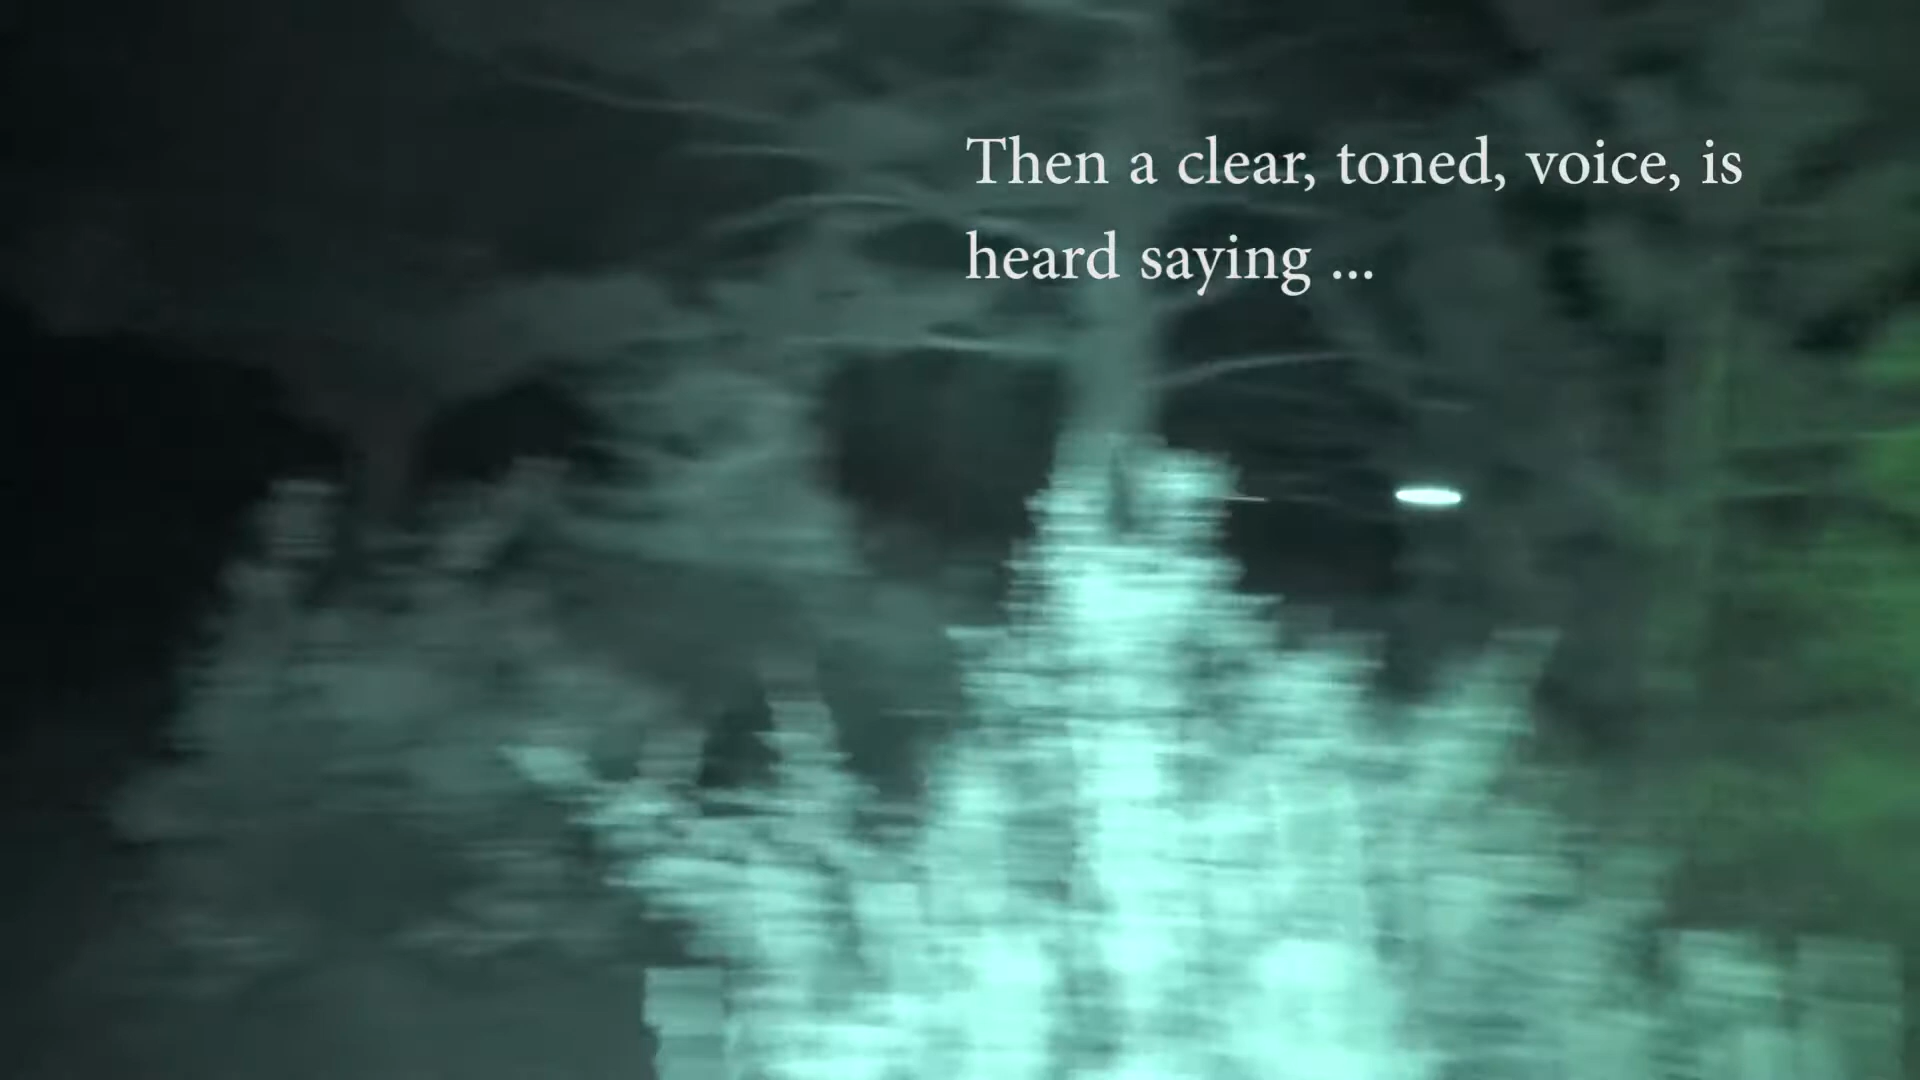 Then a clear, toned, voice, is
heard saying ...